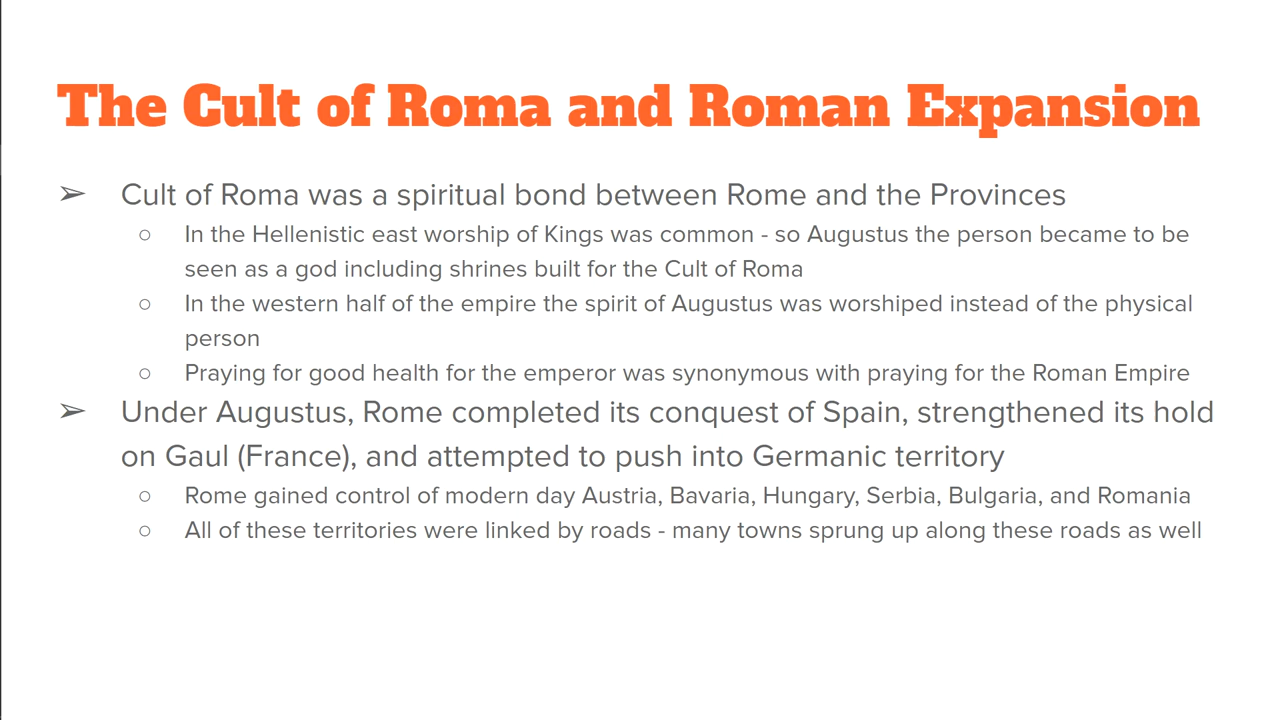 The Cult of Roma and Roman Expansion
➢ Cult of Roma was a spiritual bond between Rome and the Provinces
○ In the Hellenistic east worship of Kings was common - so Augustus the person became to be
seen as a god including shrines built for the Cult of Roma
○ In the western half of the empire the spirit of Augustus was worshiped instead of the physical
person
○ Praying for good health for the emperor was synonymous with praying for the Roman Empire
➢ Under Augustus, Rome completed its conquest of Spain, strengthened its hold
on Gaul (France), and attempted to push into Germanic territory
○ Rome gained control of modern day Austria, Bavaria, Hungary, Serbia, Bulgaria, and Romania
○ All of these territories were linked by roads - many towns sprung up along these roads as well